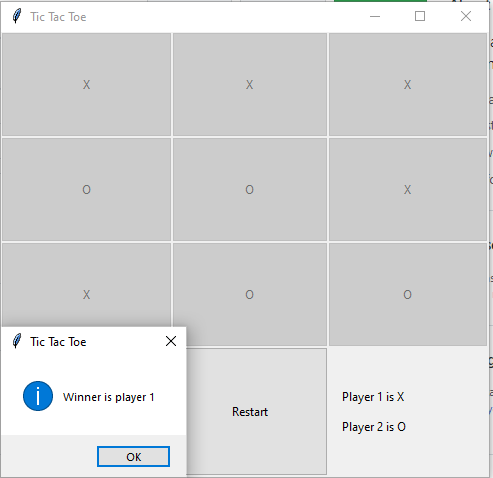 Tic Tac Toe
X X X
O O X
X O O
Tic Tac Toe
Winner is player 1
OK
Restart
Player 1 is X
Player 2 is O